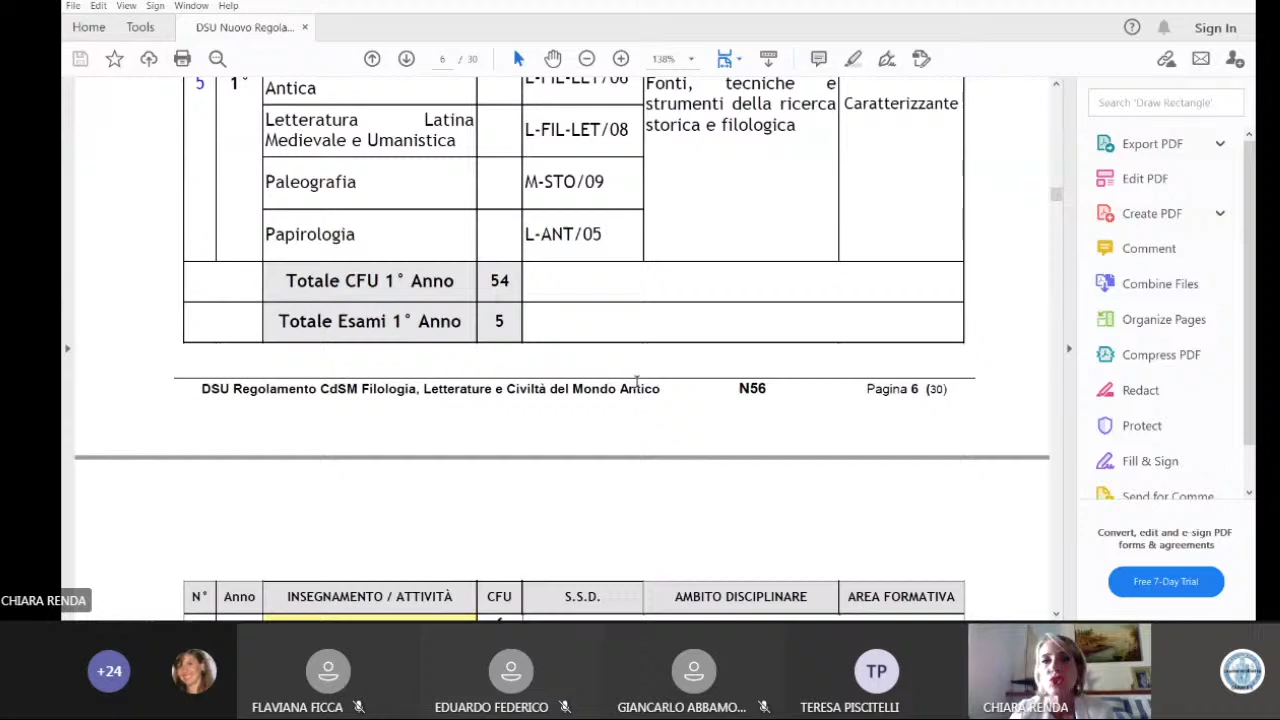 File Edit View Sign Window Help
Home Tools DSU Nuovo Regola... × Sign In
6 / 30 138%
5 1° Antica L-FIL-LET/06 Fonti, tecniche e
strumenti della ricerca
storica e filologica
Caratterizzante
Letteratura Latina
Medievale e Umanistica
L-FIL-LET/08
Paleografia M-STO/09
Papirologia L-ANT/05
Totale CFU 1° Anno 54
Totale Esami 1° Anno 5
DSU Regolamento CdSM Filologia, Letterature e Civiltà del Mondo Antico N56 Pagina 6 (30)
N° Anno INSEGNAMENTO / ATTIVITÀ CFU S.S.D. AMBITO DISCIPLINARE AREA FORMATIVA
Search 'Draw Rectangle'
Export PDF
Edit PDF
Create PDF
Comment
Combine Files
Organize Pages
Compress PDF
Redact
Protect
Fill & Sign
Send for Comme
Convert, edit and e-sign PDF
forms & agreements
Free 7-Day Trial
CHIARA RENDA
+24
FLAVIANA FICCA
EDUARDO FEDERICO
GIANCARLO ABBAMO...
TP
TERESA PISCITELLI
CHIARA RENDA